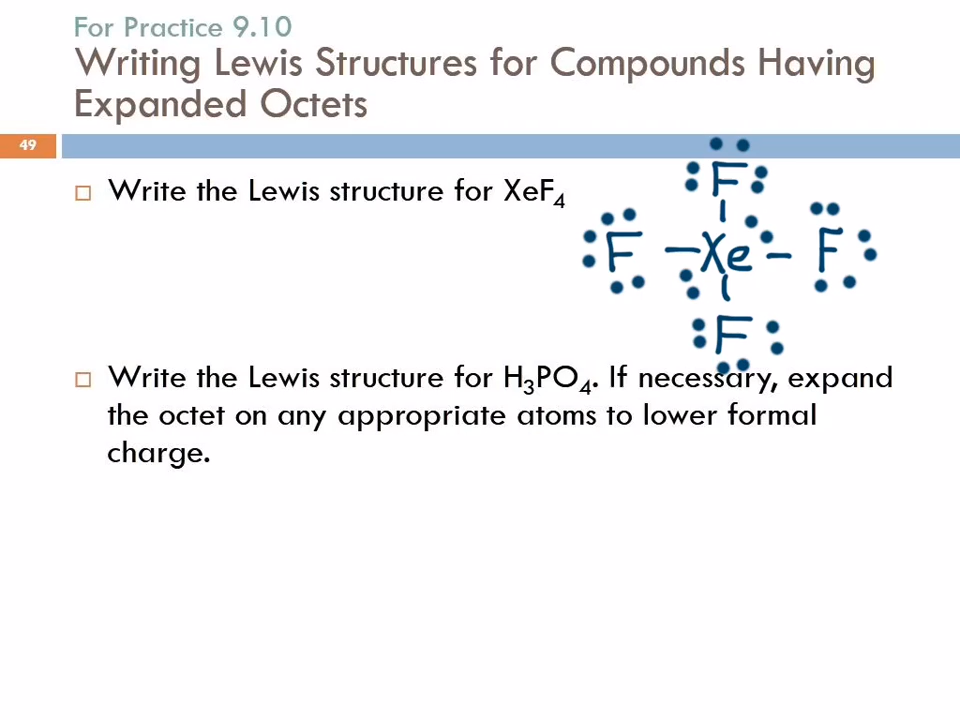 For Practice 9.10
Writing Lewis Structures for Compounds Having
Expanded Octets
49
Write the Lewis structure for XeF₄
F
F –Xe – F
F
Write the Lewis structure for H₃PO₄. If necessary, expand
the octet on any appropriate atoms to lower formal
charge.